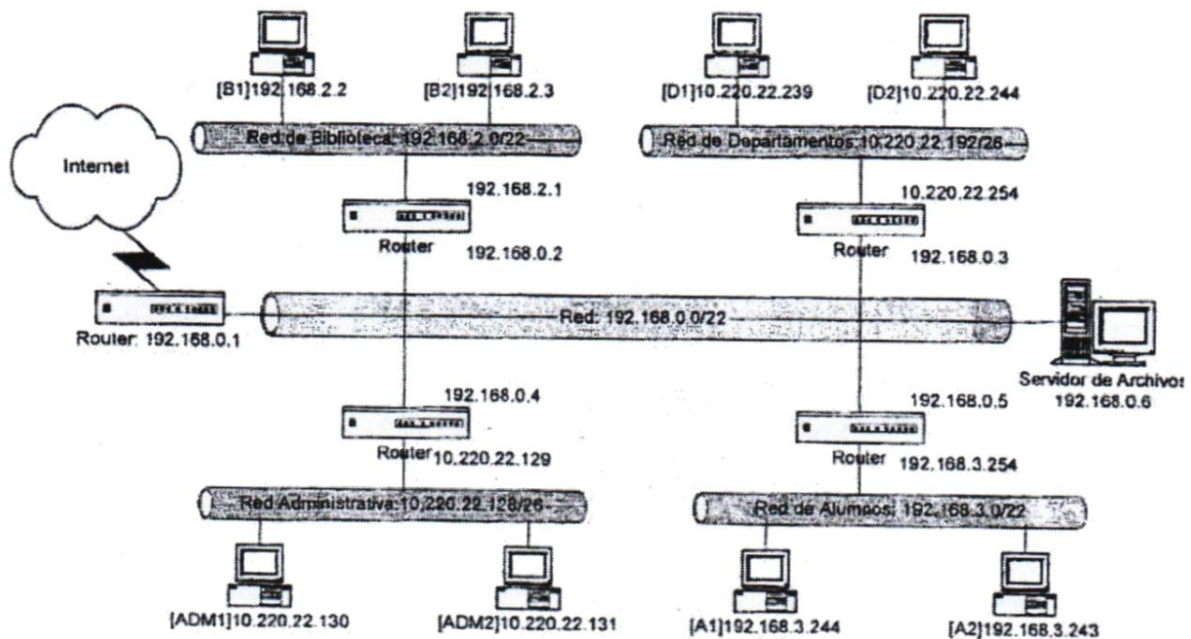 [B1]192.168.2.2
[B2]192.168.2.3
[D1]10.220.22.239
[D2]10.220.22.244
Red de Biblioteca: 192.168.2.0/22
Red de Departamentos:10.220.22.192/26
Internet
192.168.2.1
10.220.22.254
Router
192.168.0.2
Router
192.168.0.3
Red: 192.168.0.0/22
Router: 192.168.0.1
Servidor de Archivos
192.168.0.6
192.168.0.4
192.168.0.5
Router
10.220.22.129
Router
192.168.3.254
Red Administrativa:10.220.22.128/26
Red de Alumnos: 192.168.3.0/22
[ADM1]10.220.22.130
[ADM2]10.220.22.131
[A1]192.168.3.244
[A2]192.168.3.243